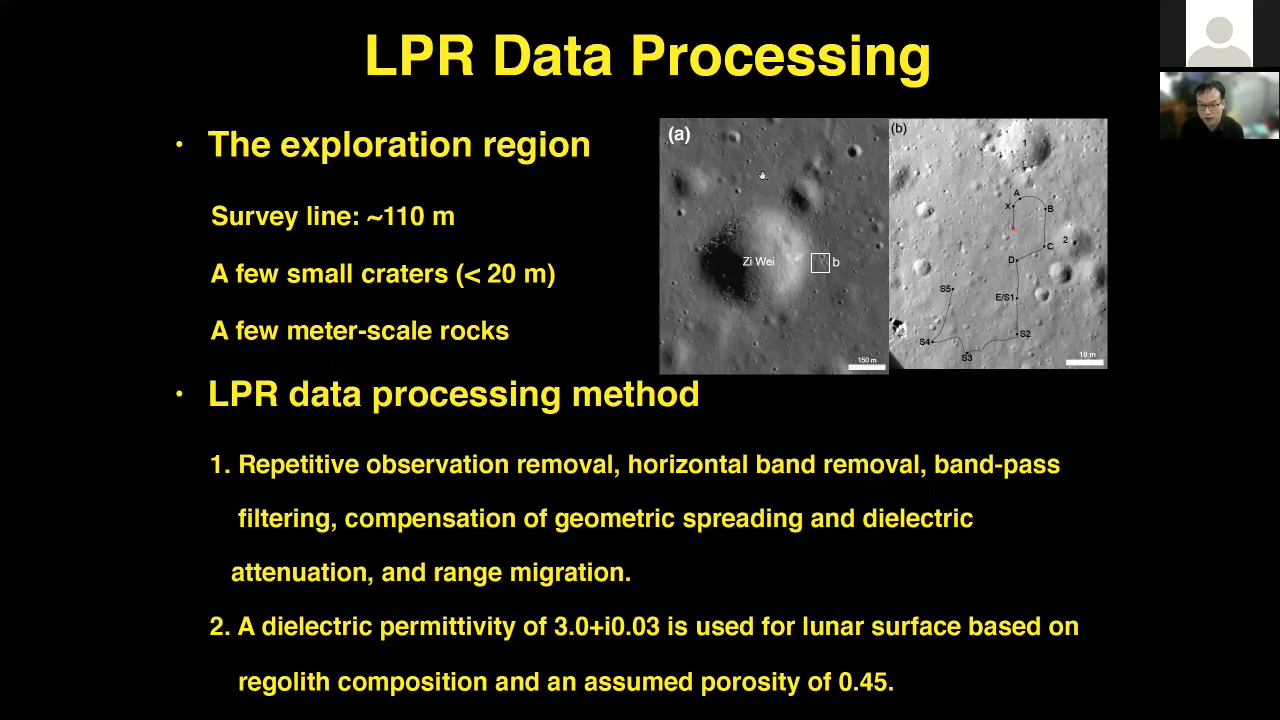 LPR Data Processing
· The exploration region
Survey line: ~110 m
A few small craters (< 20 m)
A few meter-scale rocks
(a)
Zi Wei
b
150 m
(b)
1
A
X
B
2
C
D
S5
E/S1
S2
S4
S3
10 m
· LPR data processing method
1. Repetitive observation removal, horizontal band removal, band-pass
filtering, compensation of geometric spreading and dielectric
attenuation, and range migration.
2. A dielectric permittivity of 3.0+i0.03 is used for lunar surface based on
regolith composition and an assumed porosity of 0.45.